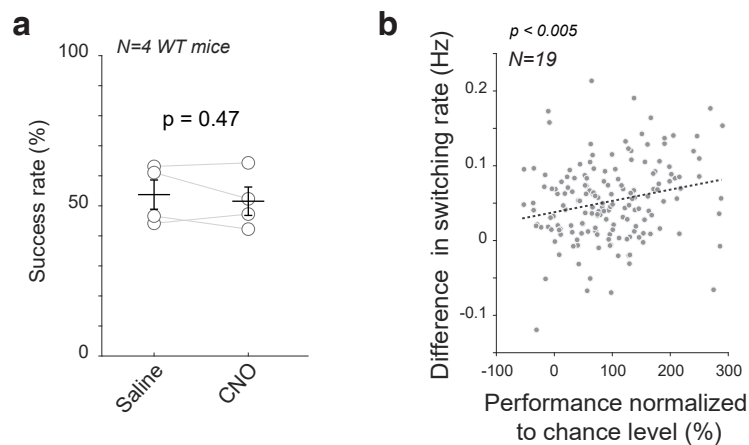 a
N=4 WT mice
p = 0.47
Success rate (%)
100
50
0
Saline
CNO
b
p < 0.005
N=19
Difference in switching rate (Hz)
0.2
0.1
0
-0.1
-100
0
100
200
300
Performance normalized
to chance level (%)